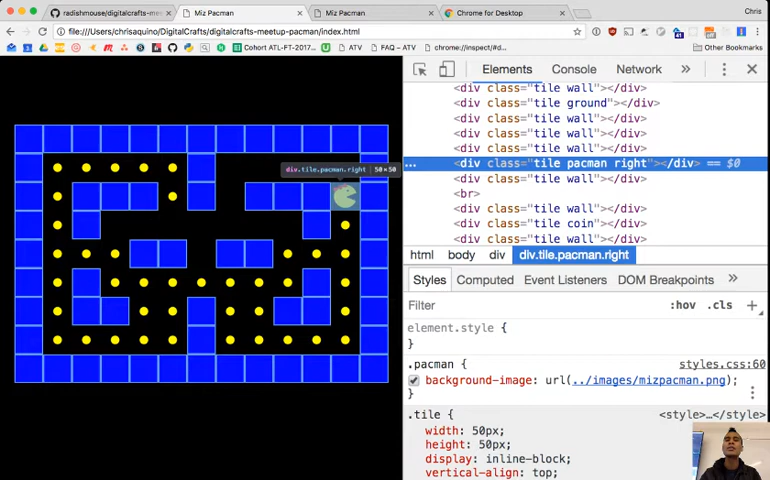 radishmouse/digitalcrafts-mee
Miz Pacman
Miz Pacman
Chrome for Desktop
Chris
file:///Users/chrisaquino/DigitalCrafts/digitalcrafts-meetup-pacman/index.html
41
Cohort ATL-FT-2017...
ATV
FAQ – ATV
chrome://inspect/#d...
Other Bookmarks
Elements
Console
Network
<div class="tile wall"></div>
<div class="tile ground"></div>
<div class="tile wall"></div>
<div class="tile wall"></div>
<div class="tile wall"></div>
div.tile.pacman.right | 50×50
... <div class="tile pacman right"></div> == $0
<div class="tile wall"></div>
<br>
<div class="tile wall"></div>
<div class="tile coin"></div>
<div class="tile wall"></div>
html body div div.tile.pacman.right
Styles Computed Event Listeners DOM Breakpoints
Filter
:hov .cls +
element.style {
}
.pacman {
styles.css:60
background-image: url(../images/mizpacman.png);
}
.tile {
<style>…</style>
width: 50px;
height: 50px;
display: inline-block;
vertical-align: top;